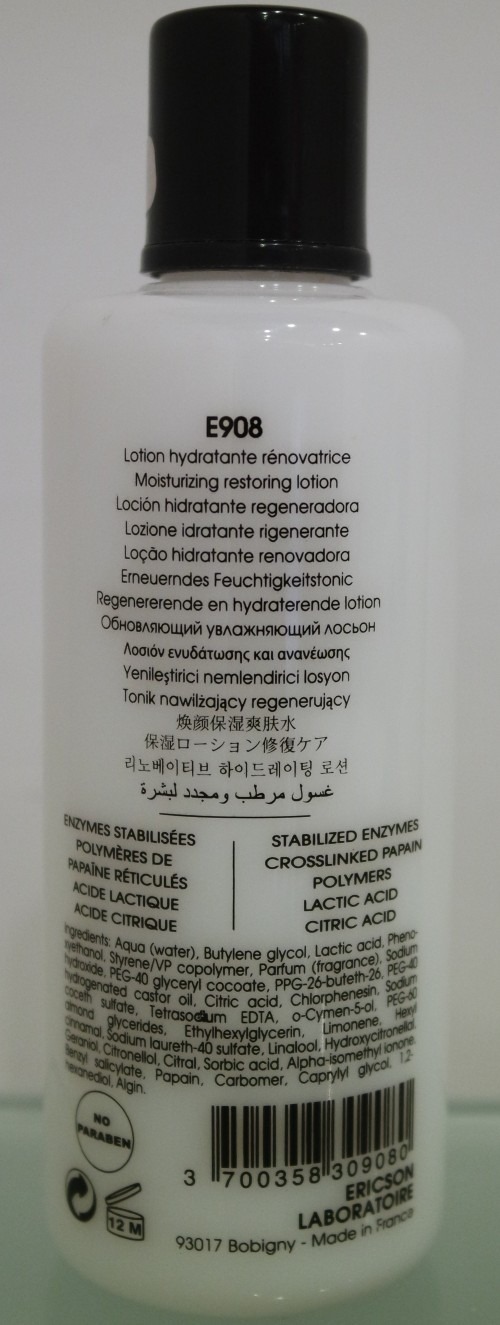 E908
Lotion hydratante rénovatrice
Moisturizing restoring lotion
Loción hidratante regeneradora
Lozione idratante rigenerante
Loção hidratante renovadora
Erneuerndes Feuchtigkeitstonic
Regenererende en hydraterende lotion
Обновляющий увлажняющий лосьон
Λοσιόν ενυδάτωσης και ανανέωσης
Yenileştirici nemlendirici losyon
Tonik nawilżający regenerujący
焕颜保湿爽肤水
保湿ローション修復ケア
리노베이티브 하이드레이팅 로션
غسول مرطب ومجدد لبشرة
ENZYMES STABILISÉES
POLYMÈRES DE
PAPAÏNE RÉTICULÉS
ACIDE LACTIQUE
ACIDE CITRIQUE
STABILIZED ENZYMES
CROSSLINKED PAPAIN
POLYMERS
LACTIC ACID
CITRIC ACID
Ingredients: Aqua (water), Butylene glycol, Lactic acid, Pheno-
xyethanol, Styrene/VP copolymer, Parfum (fragrance), Sodium
hydroxide, PEG-40 glyceryl cocoate, PPG-26-buteth-26, PEG-40
hydrogenated castor oil, Citric acid, Chlorphenesin, Sodium
coceth sulfate, Tetrasodium EDTA, o-Cymen-5-ol, PEG-60
almond glycerides, Ethylhexylglycerin, Limonene, Hexyl
cinnamal, Sodium laureth-40 sulfate, Linalool, Hydroxycitronellol,
Geraniol, Citronellol, Citral, Sorbic acid, Alpha-isomethyl ionone,
Benzyl salicylate, Papain, Carbomer, Caprylyl glycol, 1,2-
hexanediol, Algin.
NO
PARABEN
12 M
3 700358 309080
ERICSON
LABORATOIRE
93017 Bobigny - Made in France